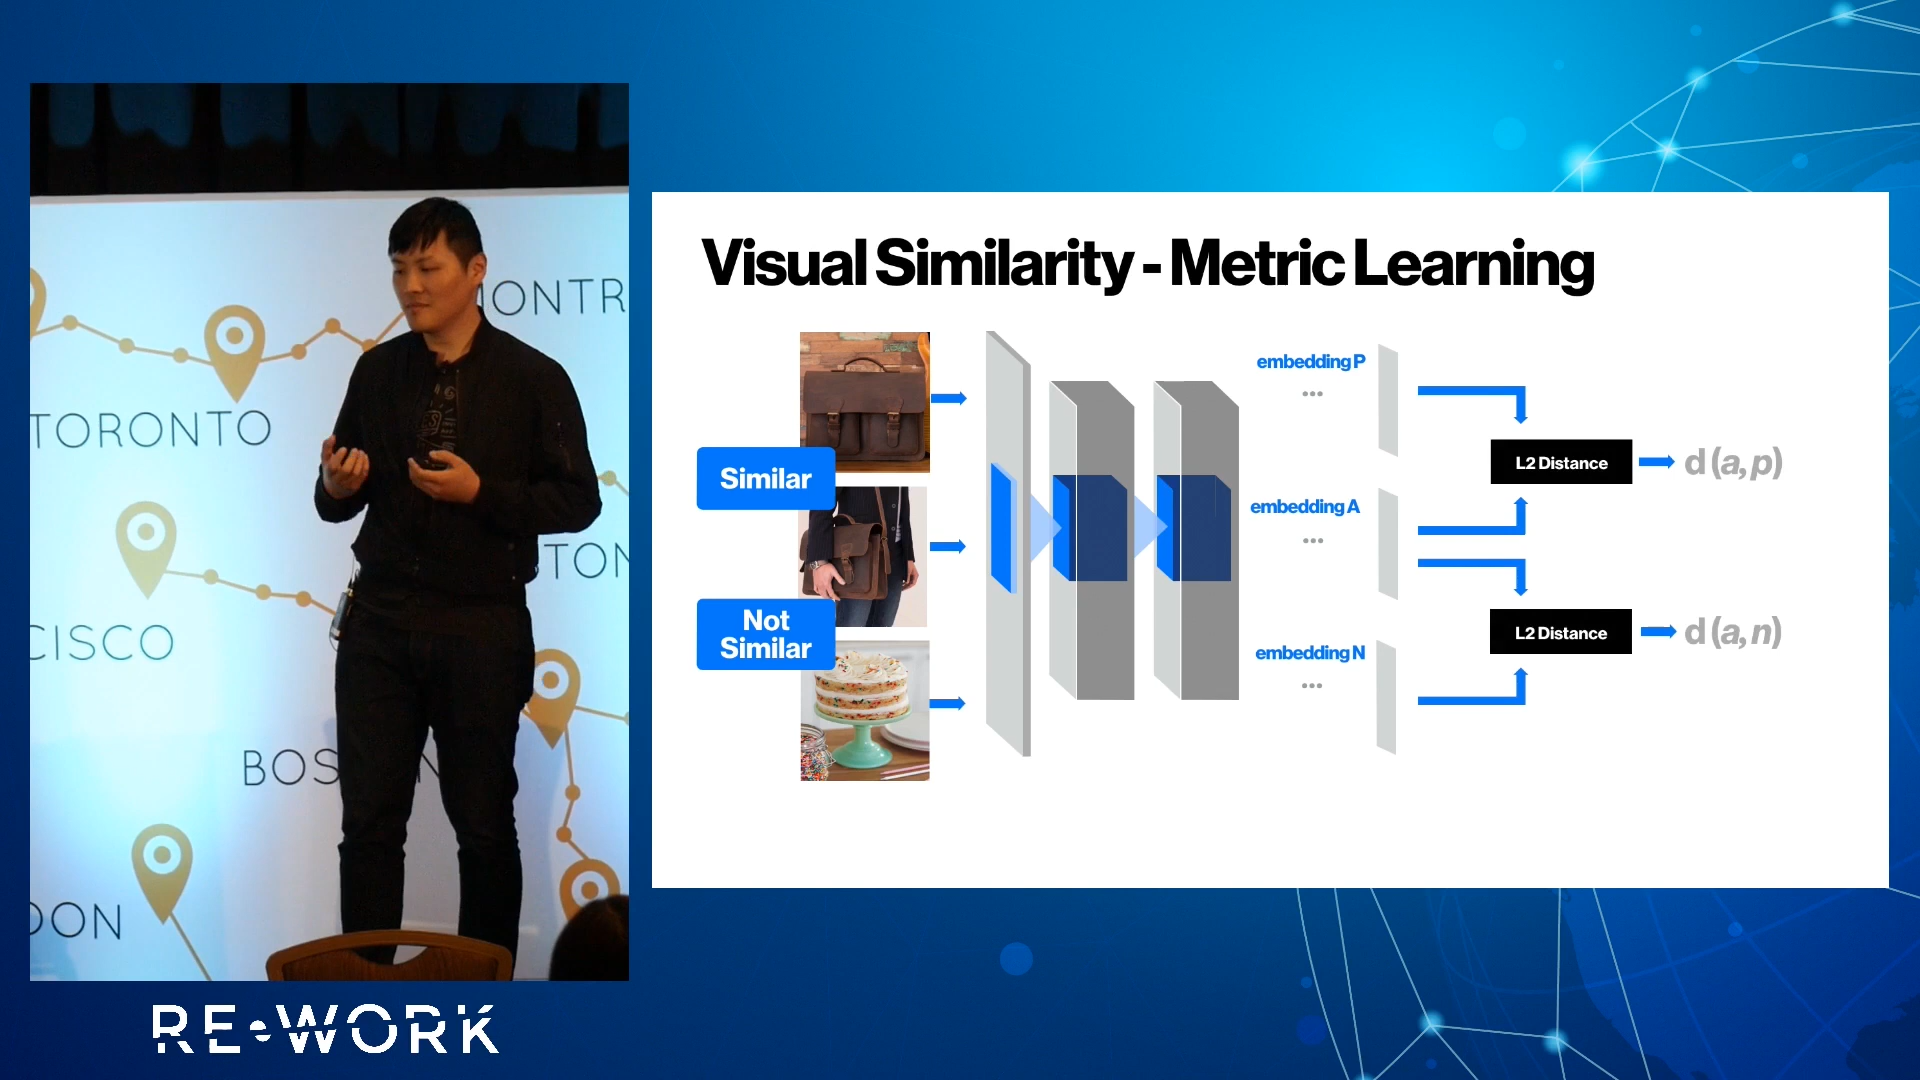 MONTR
TORONTO
TON
CISCO
BOS
DON
RE•WORK
Visual Similarity - Metric Learning
Similar
Not
Similar
embedding P
...
embedding A
...
embedding N
...
L2 Distance
d (a, p)
L2 Distance
d (a, n)